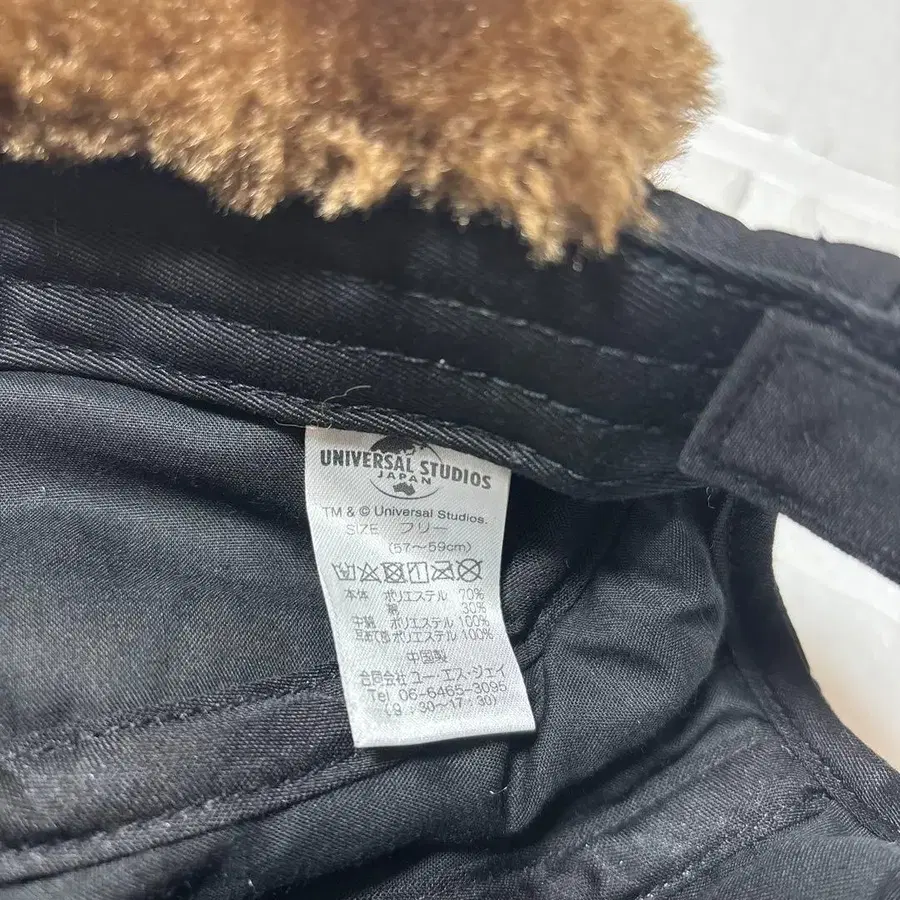 UNIVERSAL STUDIOS
JAPAN
TM & © Universal Studios.
SIZE フリー
(57～59cm)
本体 ポリエステル 70%
綿 30%
中綿 ポリエステル 100%
耳あて部 ポリエステル 100%
中国製
合同会社 ユー・エス・ジェイ
Tel 06-6465-3095
(9:30～17:30)